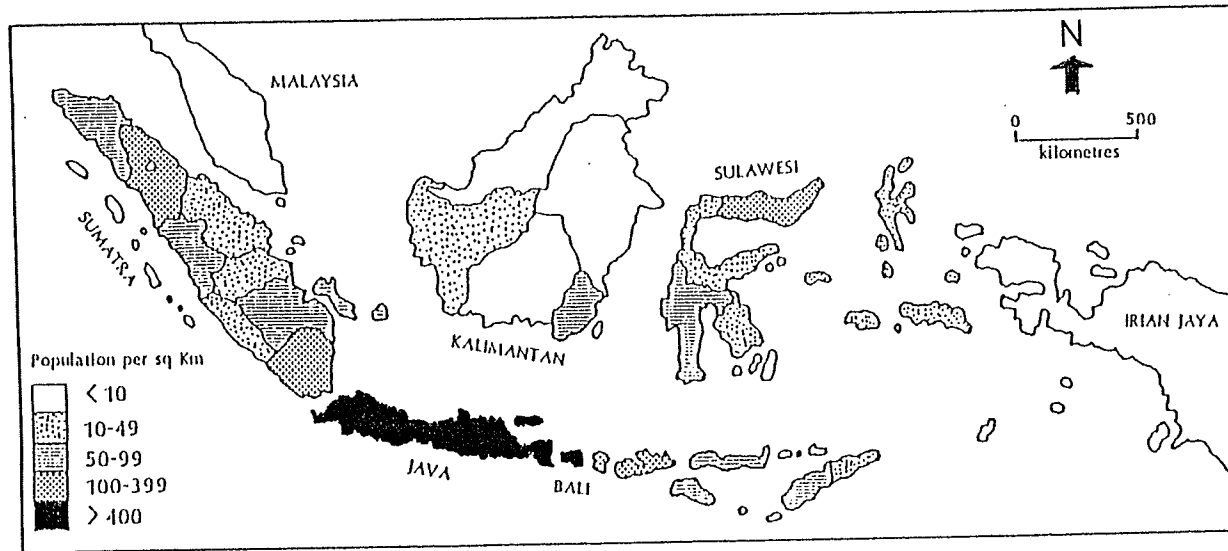 N
0 500
kilometres
MALAYSIA
SULAWESI
SUMATRA
KALIMANTAN
IRIAN JAYA
Population per sq Km
< 10
10-49
50-99
100-399
> 400
JAVA
BALI